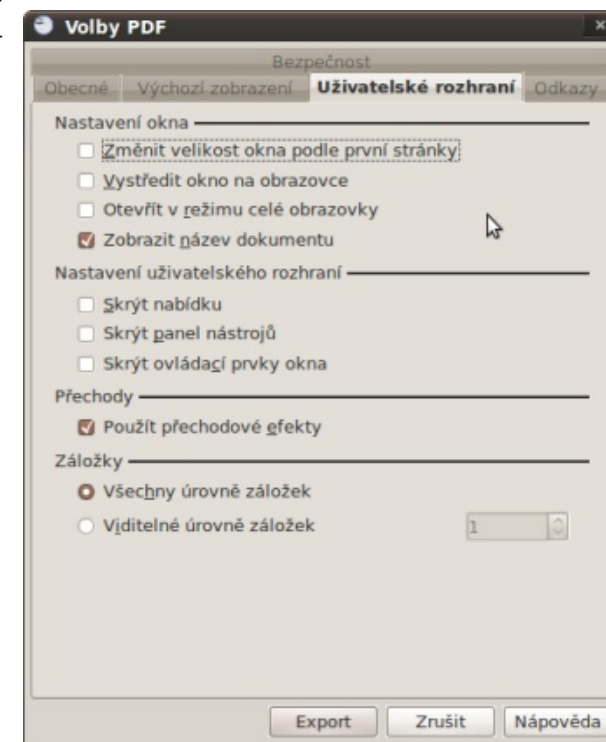 Volby PDF
Bezpečnost
Obecné Výchozí zobrazení Uživatelské rozhraní Odkazy
Nastavení okna
Změnit velikost okna podle první stránky
Vystředit okno na obrazovce
Otevřít v režimu celé obrazovky
Zobrazit název dokumentu
Nastavení uživatelského rozhraní
Skrýt nabídku
Skrýt panel nástrojů
Skrýt ovládací prvky okna
Přechody
Použít přechodové efekty
Záložky
Všechny úrovně záložek
Viditelné úrovně záložek 1
Export Zrušit Nápověda